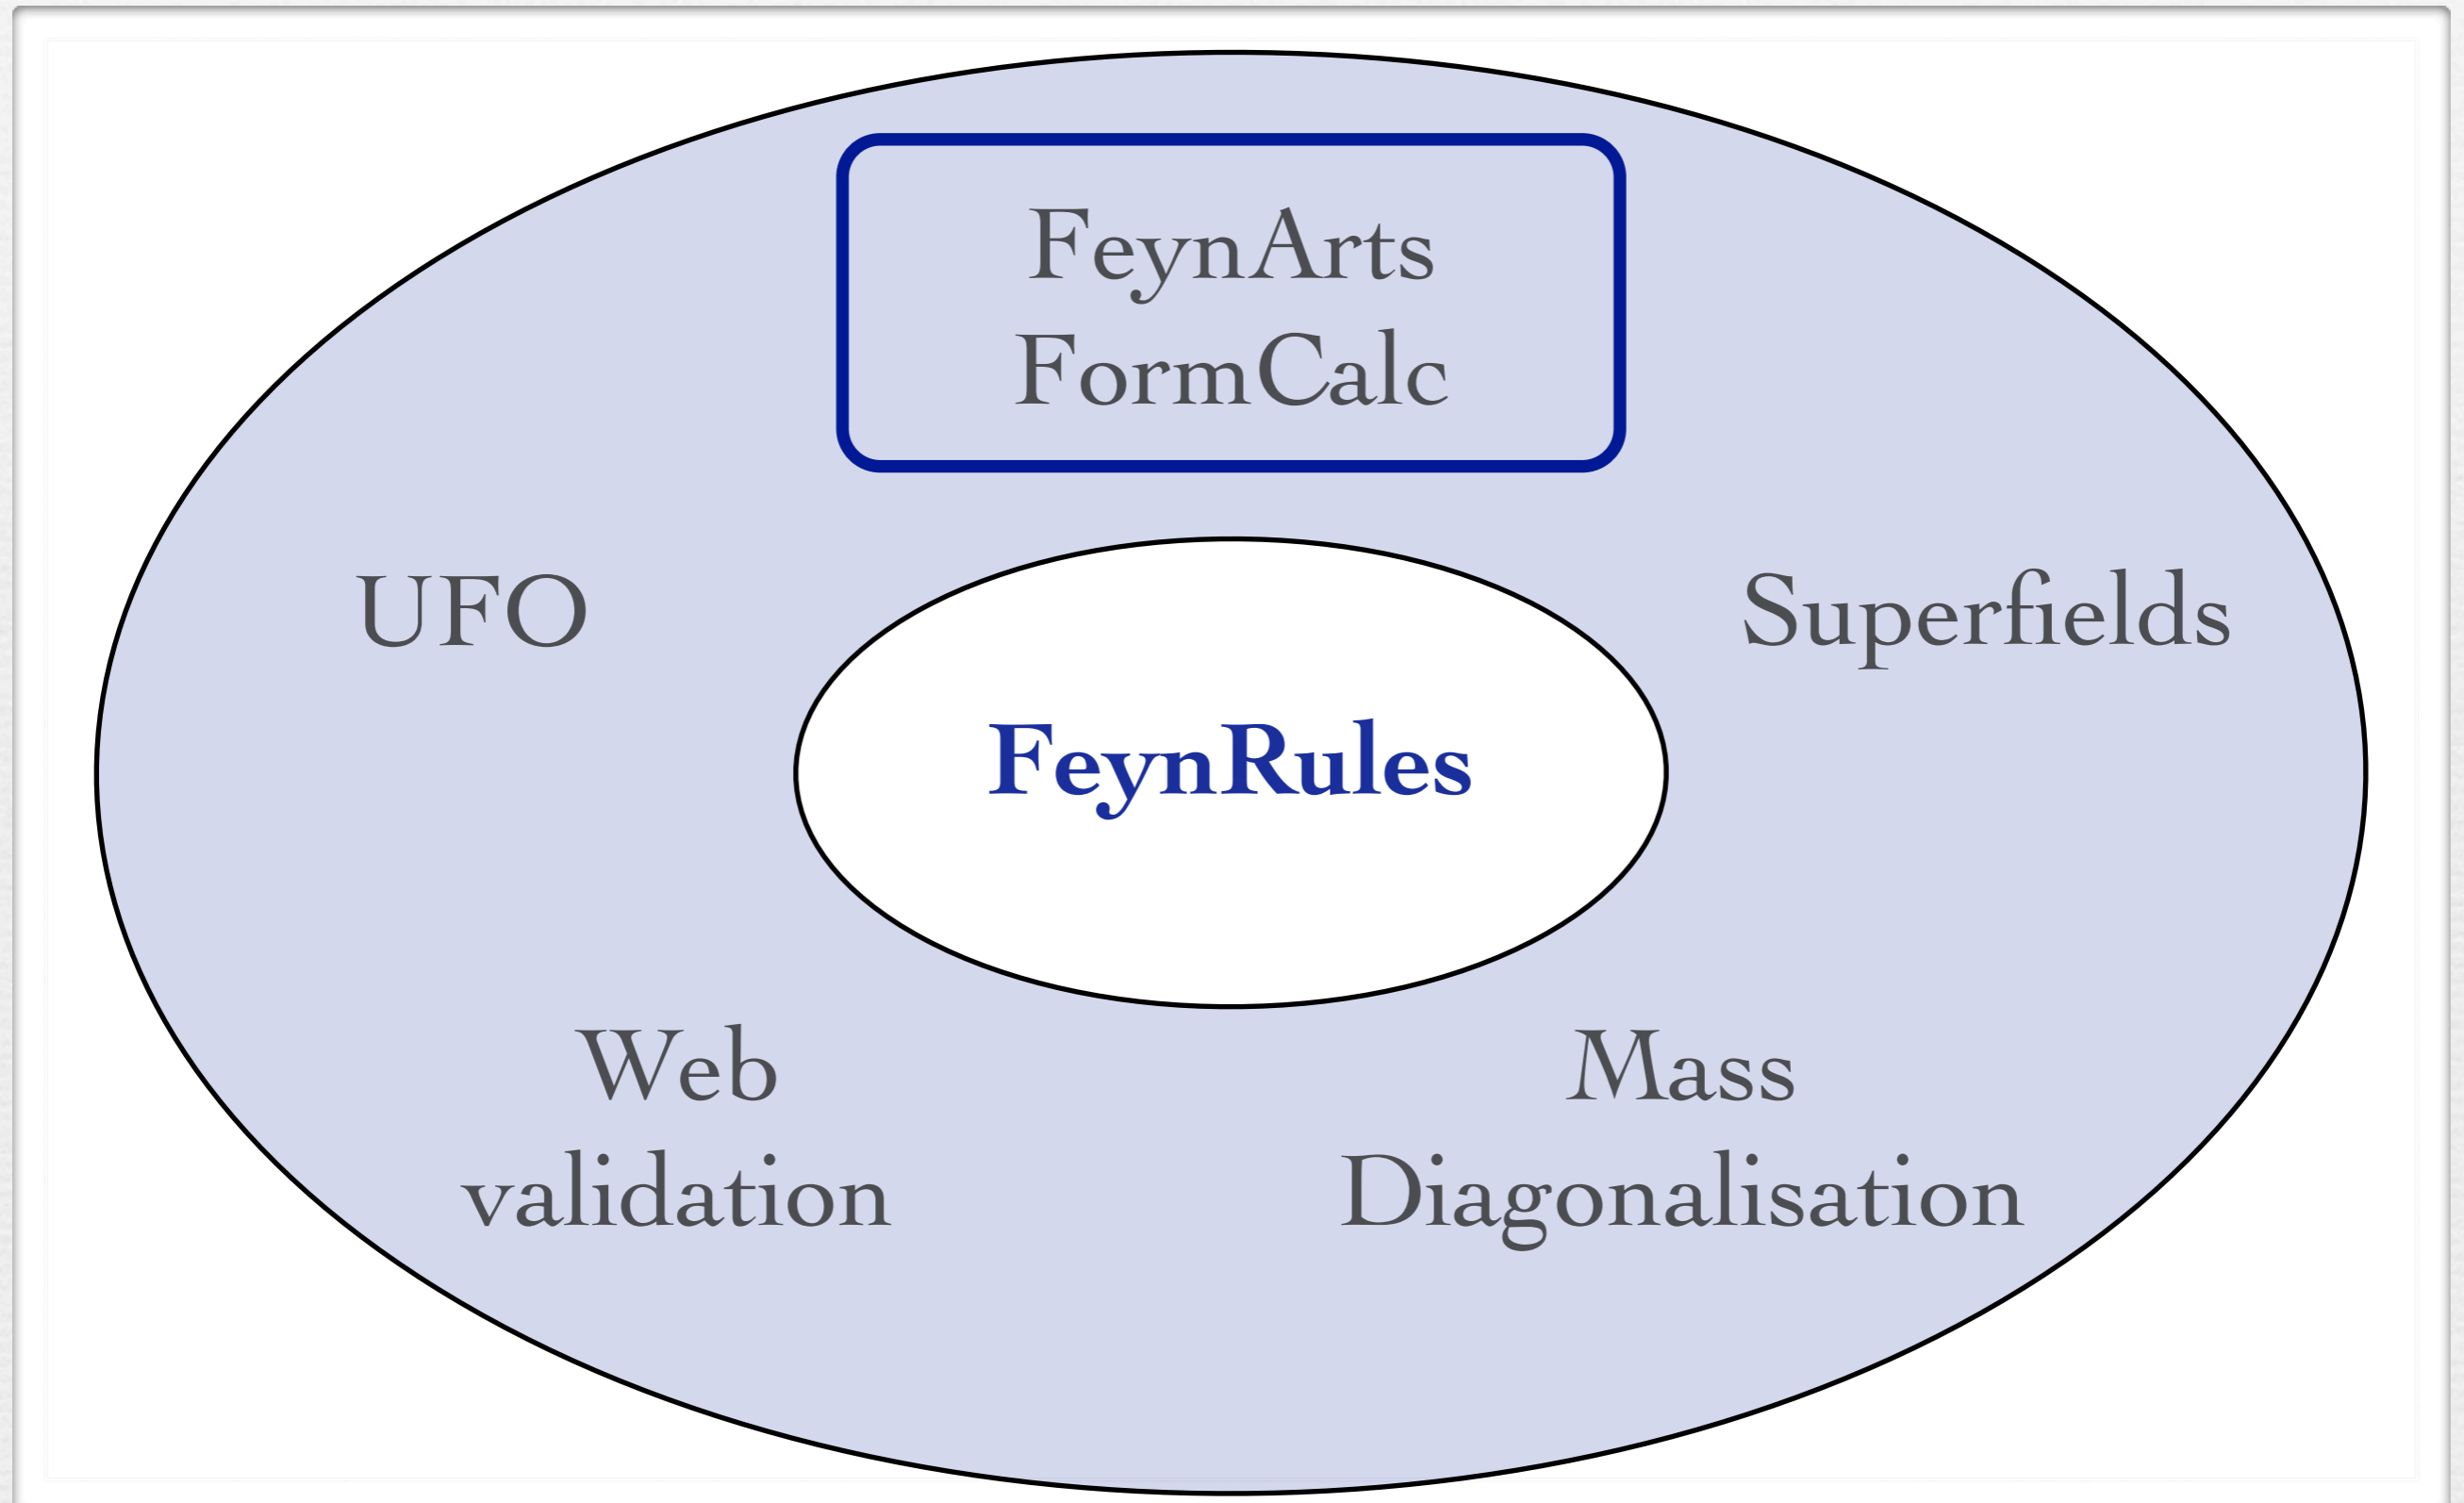 FeynArts
FormCalc
UFO
Superfields
FeynRules
Web
validation
Mass
Diagonalisation